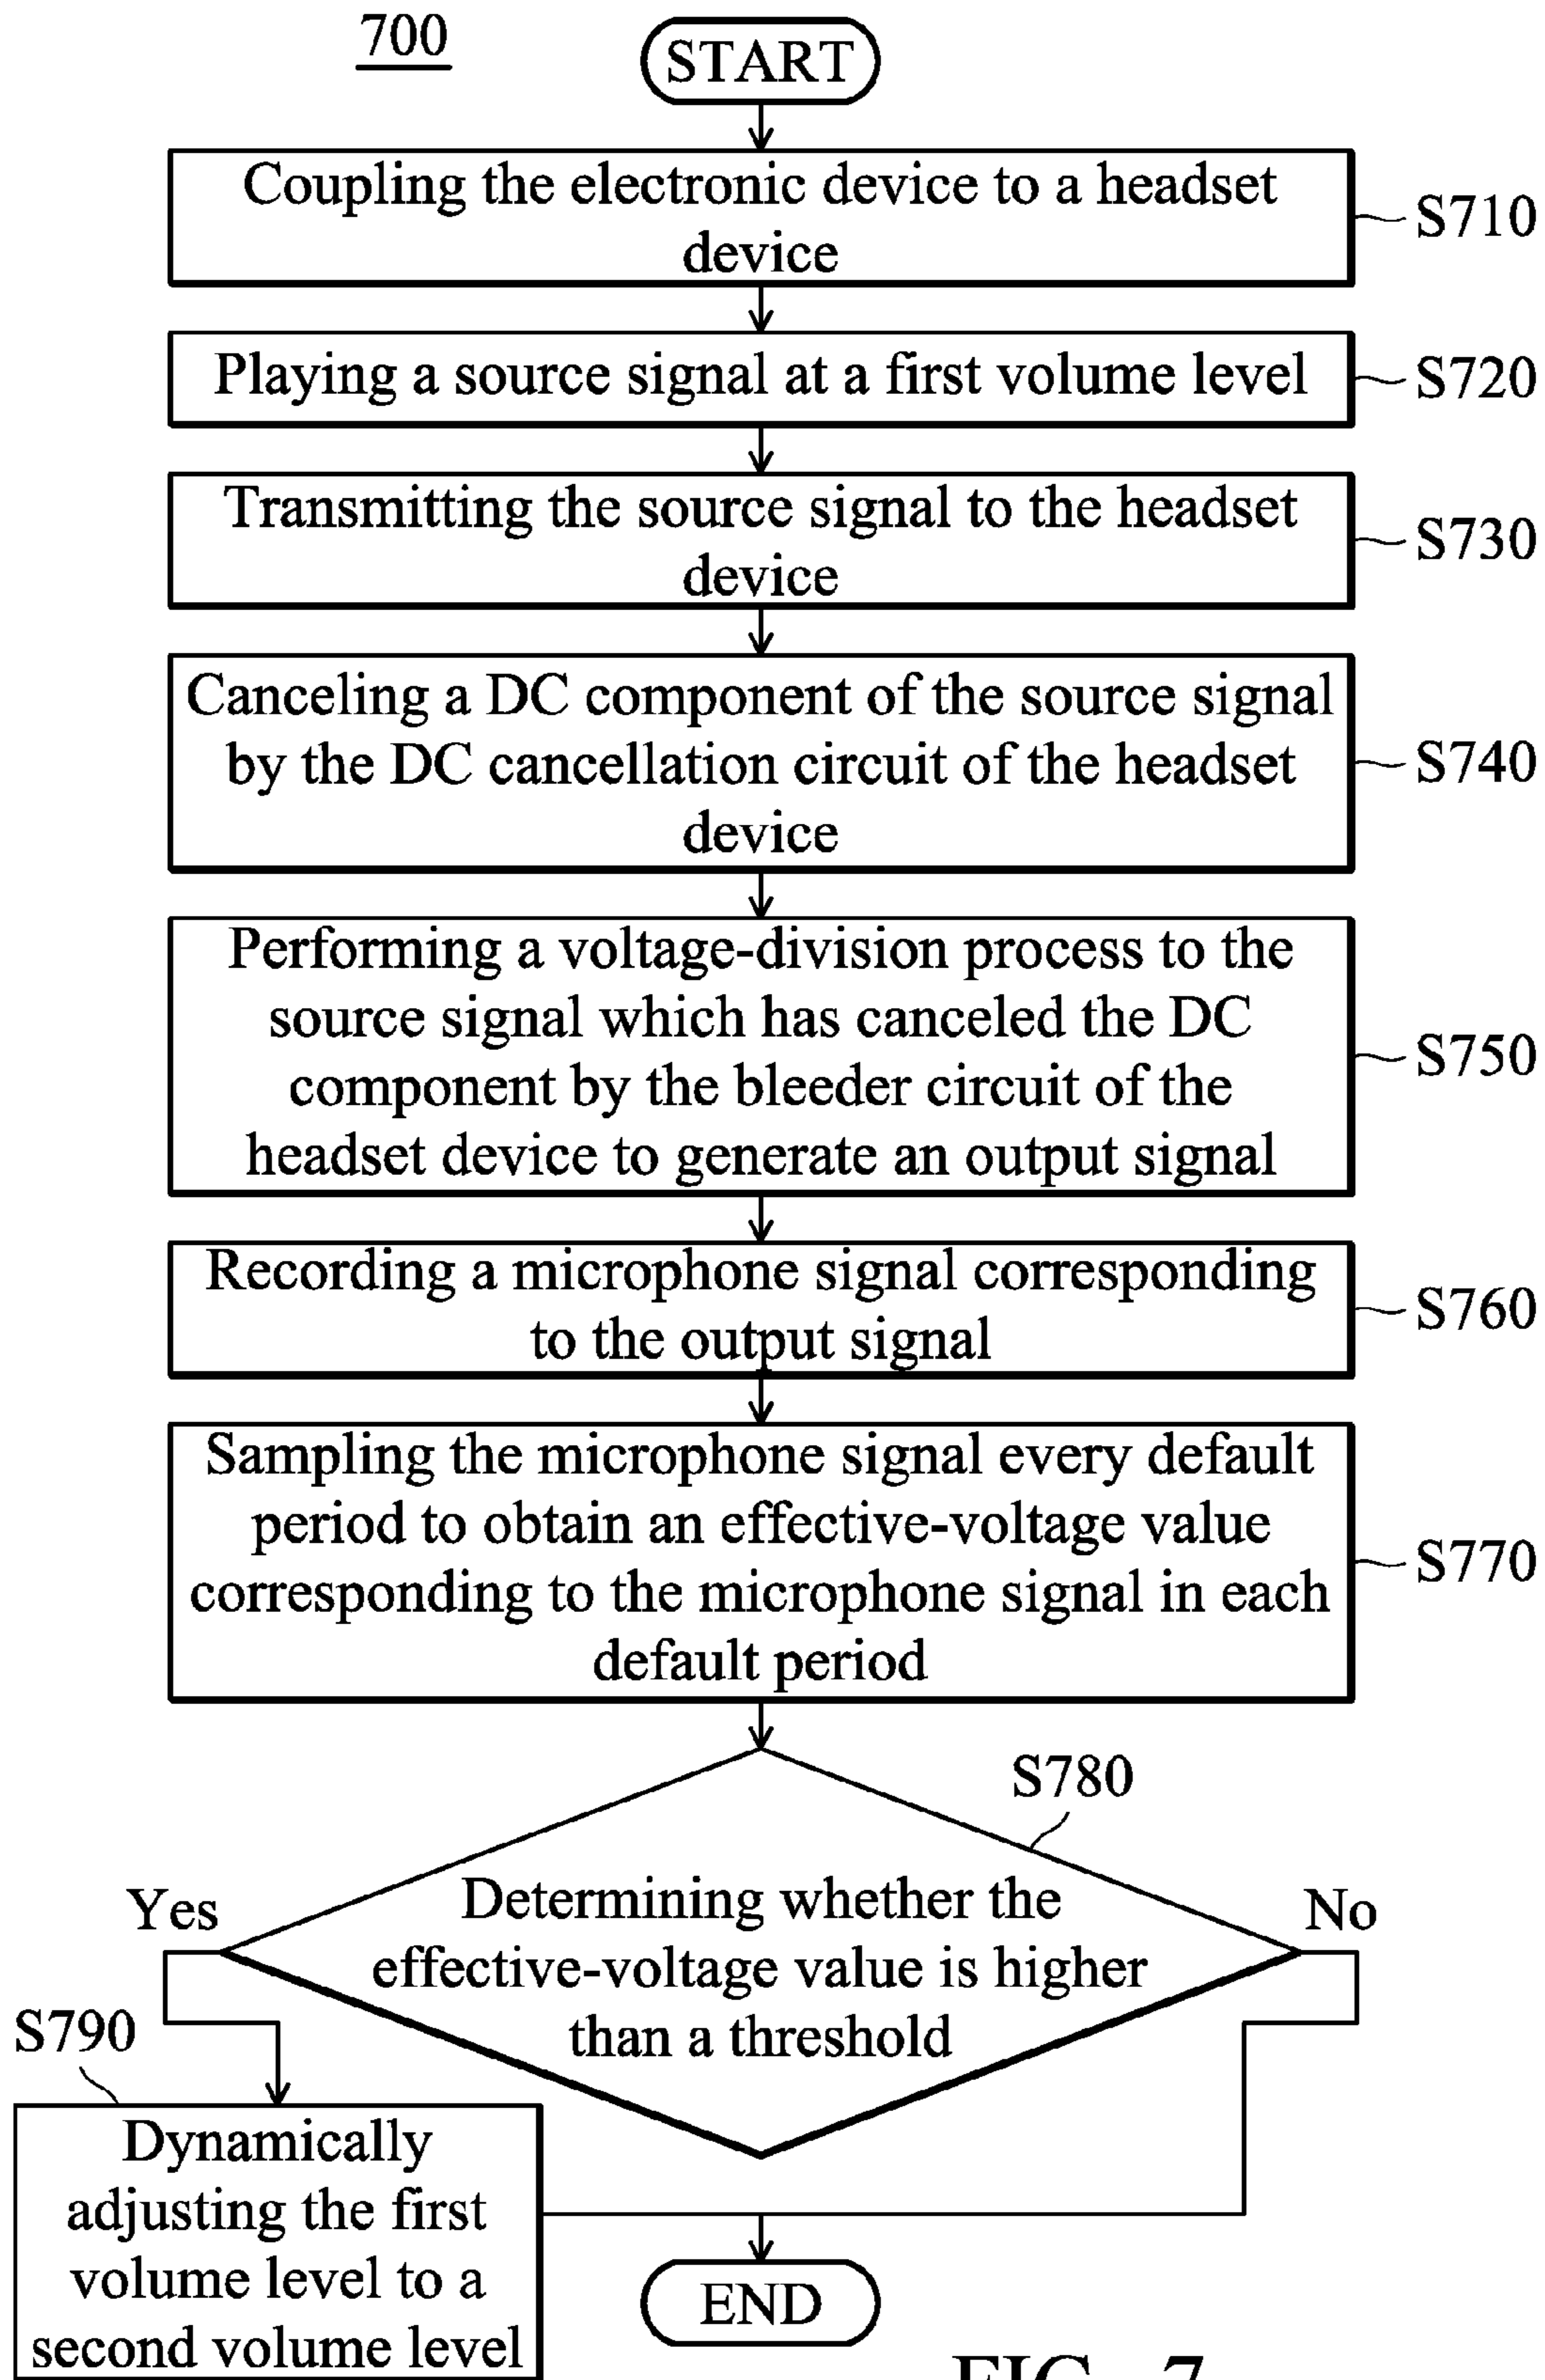 700
START
Coupling the electronic device to a headset
device
S710
Playing a source signal at a first volume level
S720
Transmitting the source signal to the headset
device
S730
Canceling a DC component of the source signal
by the DC cancellation circuit of the headset
device
S740
Performing a voltage-division process to the
source signal which has canceled the DC
component by the bleeder circuit of the
headset device to generate an output signal
S750
Recording a microphone signal corresponding
to the output signal
S760
Sampling the microphone signal every default
period to obtain an effective-voltage value
corresponding to the microphone signal in each
default period
S770
S780
Determining whether the
effective-voltage value is higher
than a threshold
Yes
No
S790
Dynamically
adjusting the first
volume level to a
second volume level
END
FIG. 7